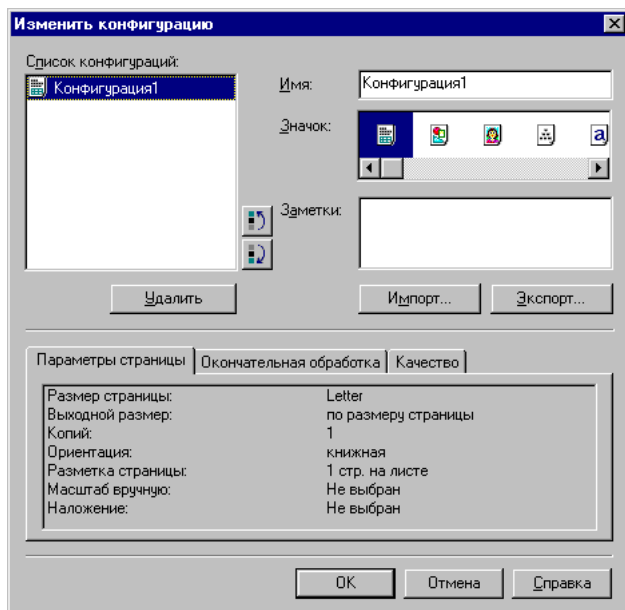 Изменить конфигурацию
Список конфигураций:
Конфигурация1
Имя:
Конфигурация1
Значок:
a
Заметки:
Удалить
Импорт...
Экспорт...
Параметры страницы
Окончательная обработка
Качество
Размер страницы: Letter
Выходной размер: по размеру страницы
Копий: 1
Ориентация: книжная
Разметка страницы: 1 стр. на листе
Масштаб вручную: Не выбран
Наложение: Не выбран
OK
Отмена
Справка